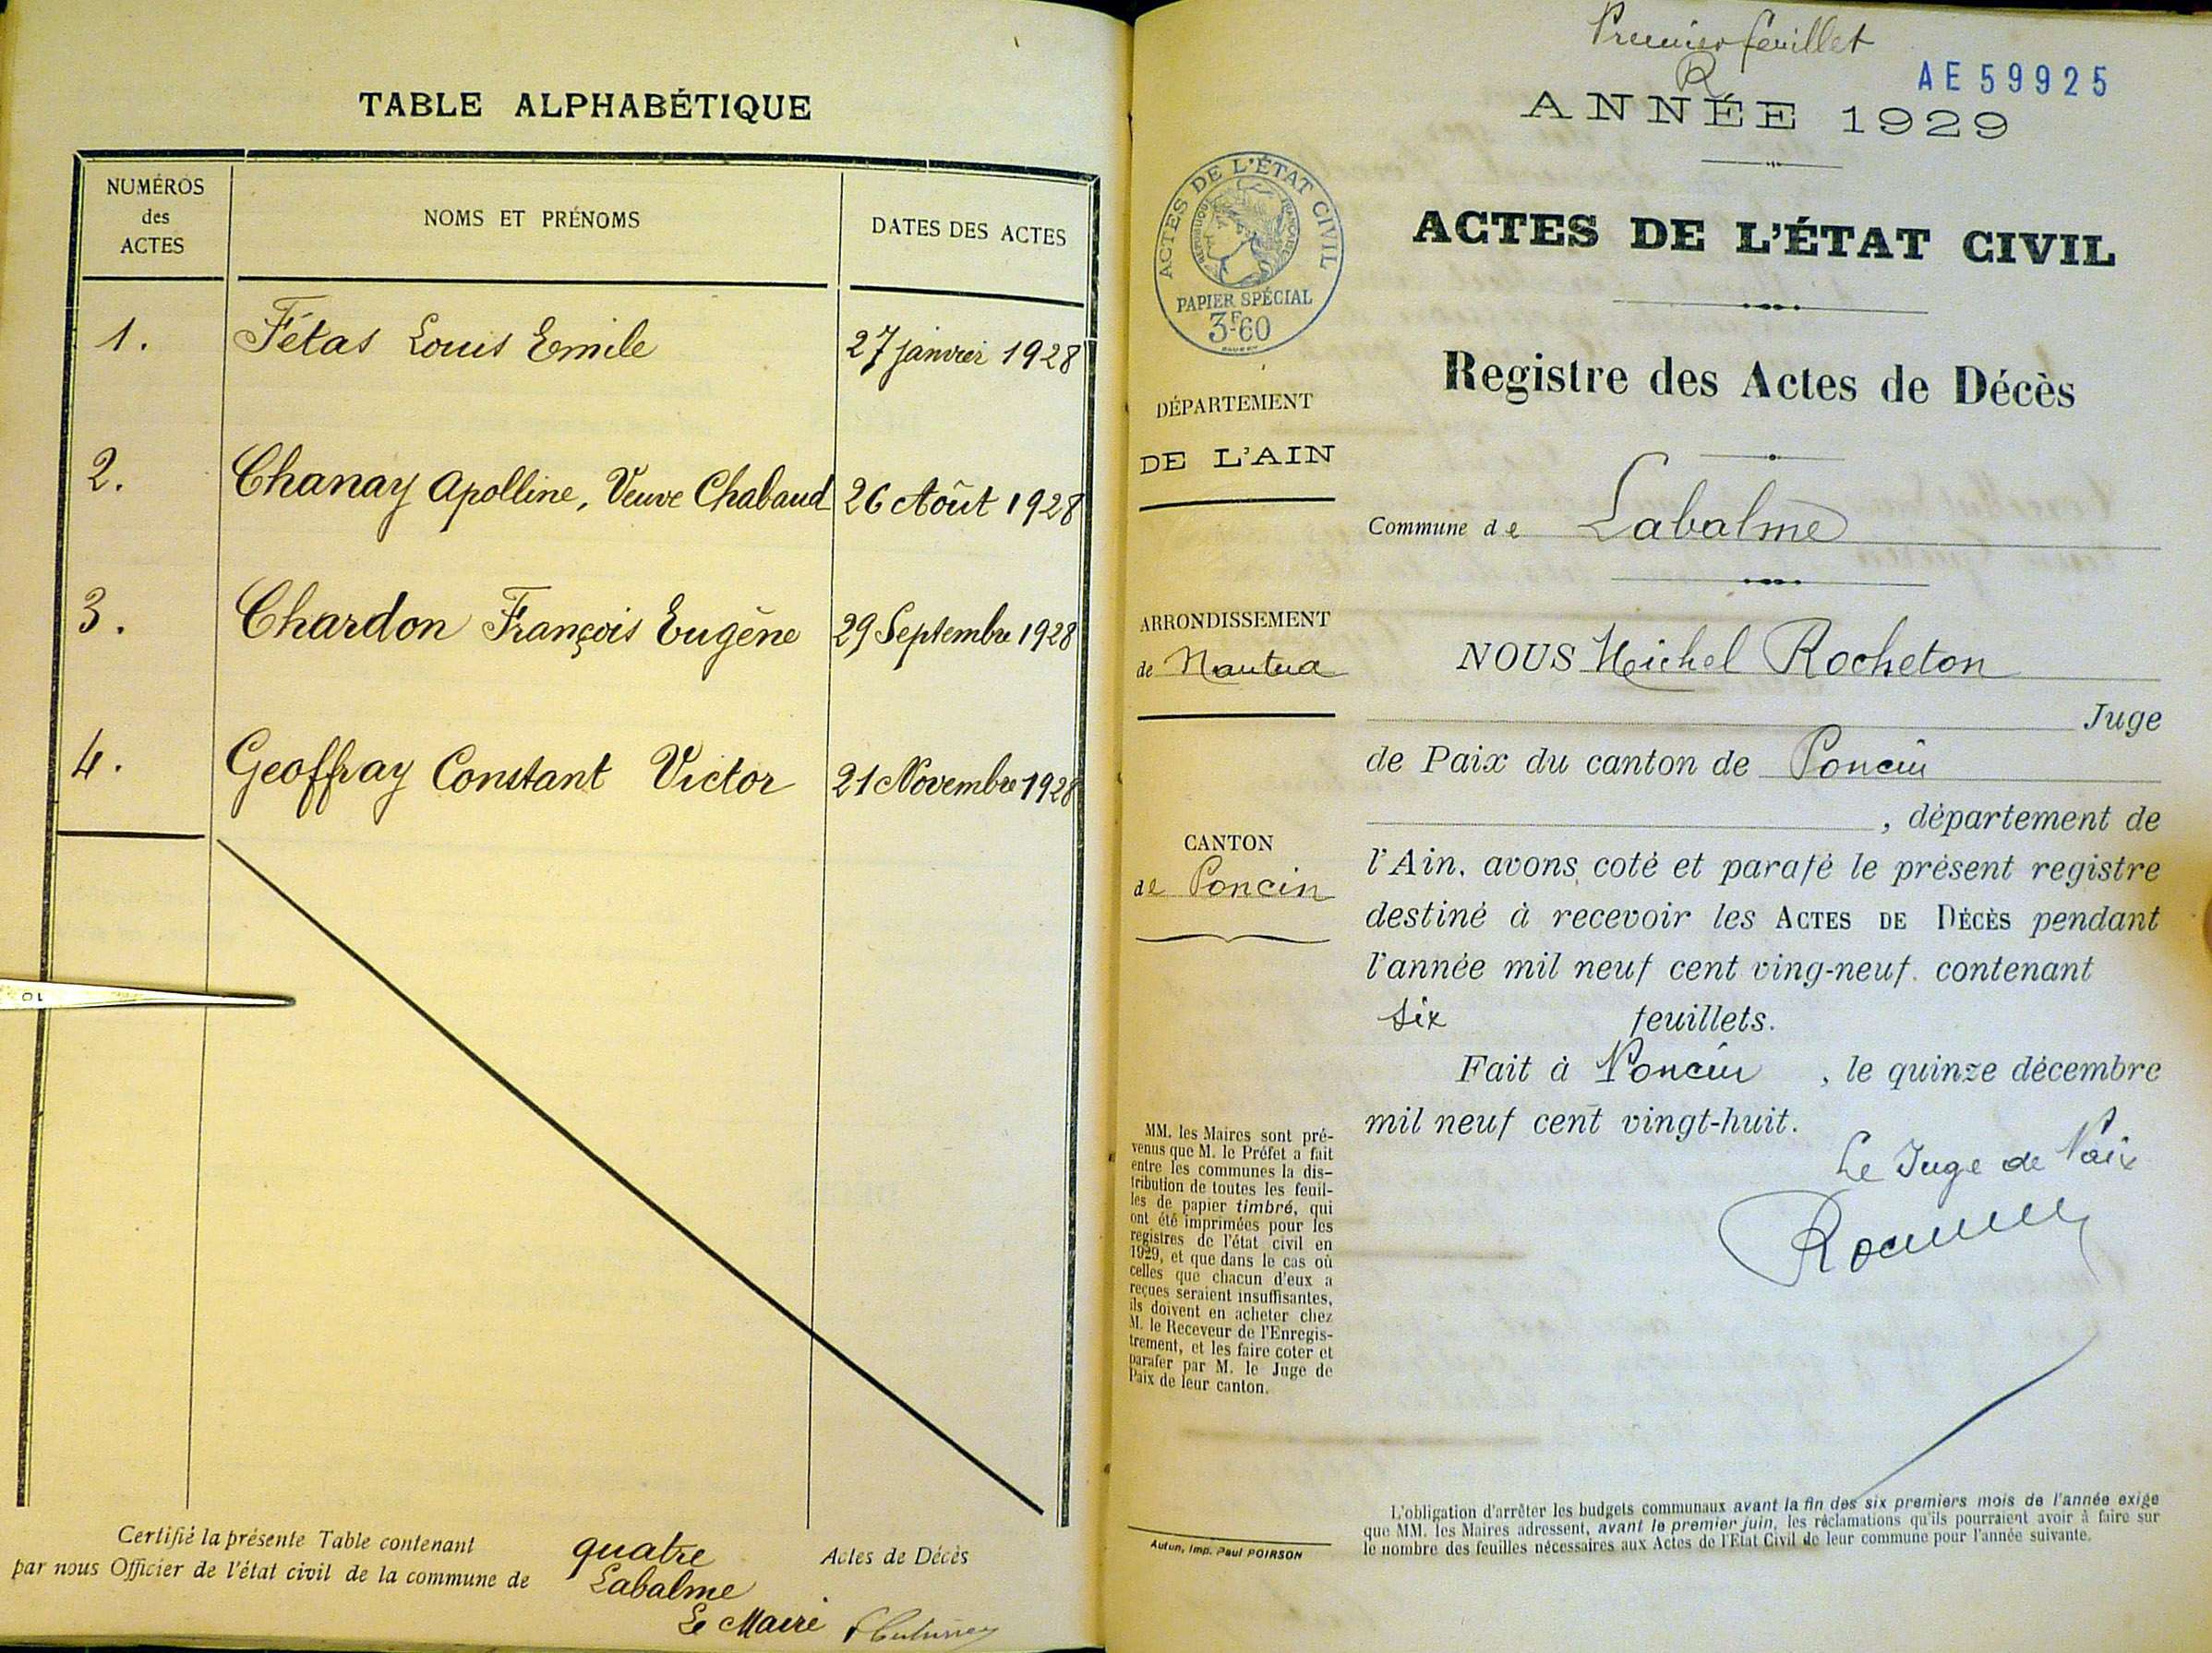 TABLE ALPHABÉTIQUE
NUMÉROS
des
ACTES
NOMS ET PRÉNOMS
DATES DES ACTES
1. Fétas Louis Emile 27 janvier 1928
2. Chanay Apolline, Veuve Chabaud 26 Août 1928
3. Chardon François Eugène 29 Septembre 1928
4. Geoffray Constant Victor 21 Novembre 1928
10
Certifié la présente Table contenant quatre Actes de Décès
par nous Officier de l'état civil de la commune de Labalme
Le Maire
Premier feuillet
R
AE 59925
ANNÉE 1929
ACTES DE L'ÉTAT CIVIL
RÉPUBLIQUE FRANÇAISE
PAPIER SPÉCIAL
3F60
ACTES DE L'ÉTAT CIVIL
Registre des Actes de Décès
DÉPARTEMENT
DE L'AIN
Commune de Labalme
ARRONDISSEMENT
de Nantua
CANTON
de Poncin
NOUS Michel Rocheton
Juge
de Paix du canton de Poncin
, département de
l'Ain, avons coté et parafé le présent registre
destiné à recevoir les ACTES DE DÉCÈS pendant
l'année mil neuf cent ving-neuf. contenant
six feuillets.
Fait à Poncin , le quinze décembre
mil neuf cent vingt-huit.
Le Juge de Paix
MM. les Maires sont pré-
venus que M. le Préfet a fait
entre les communes la dis-
tribution de toutes les feuil-
les de papier timbré, qui
ont été imprimées pour les
registres de l'état civil en
1929, et que dans le cas où
celles que chacun d'eux a
reçues seraient insuffisantes,
ils doivent en acheter chez
M. le Receveur de l'Enregis-
trement, et les faire coter et
parafer par M. le Juge de
Paix de leur canton.
Autun, Imp. Paul POIRSON
L'obligation d'arrêter les budgets communaux avant la fin des six premiers mois de l'année exige
que MM. les Maires adressent, avant le premier juin, les réclamations qu'ils pourraient avoir à faire sur
le nombre des feuilles nécessaires aux Actes de l'Etat Civil de leur commune pour l'année suivante.